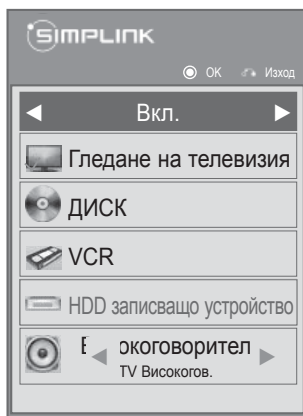 SIMPLINK
OK Изход
Вкл.
Гледане на телевизия
ДИСК
VCR
HDD записващо устройство
TV Високогов.